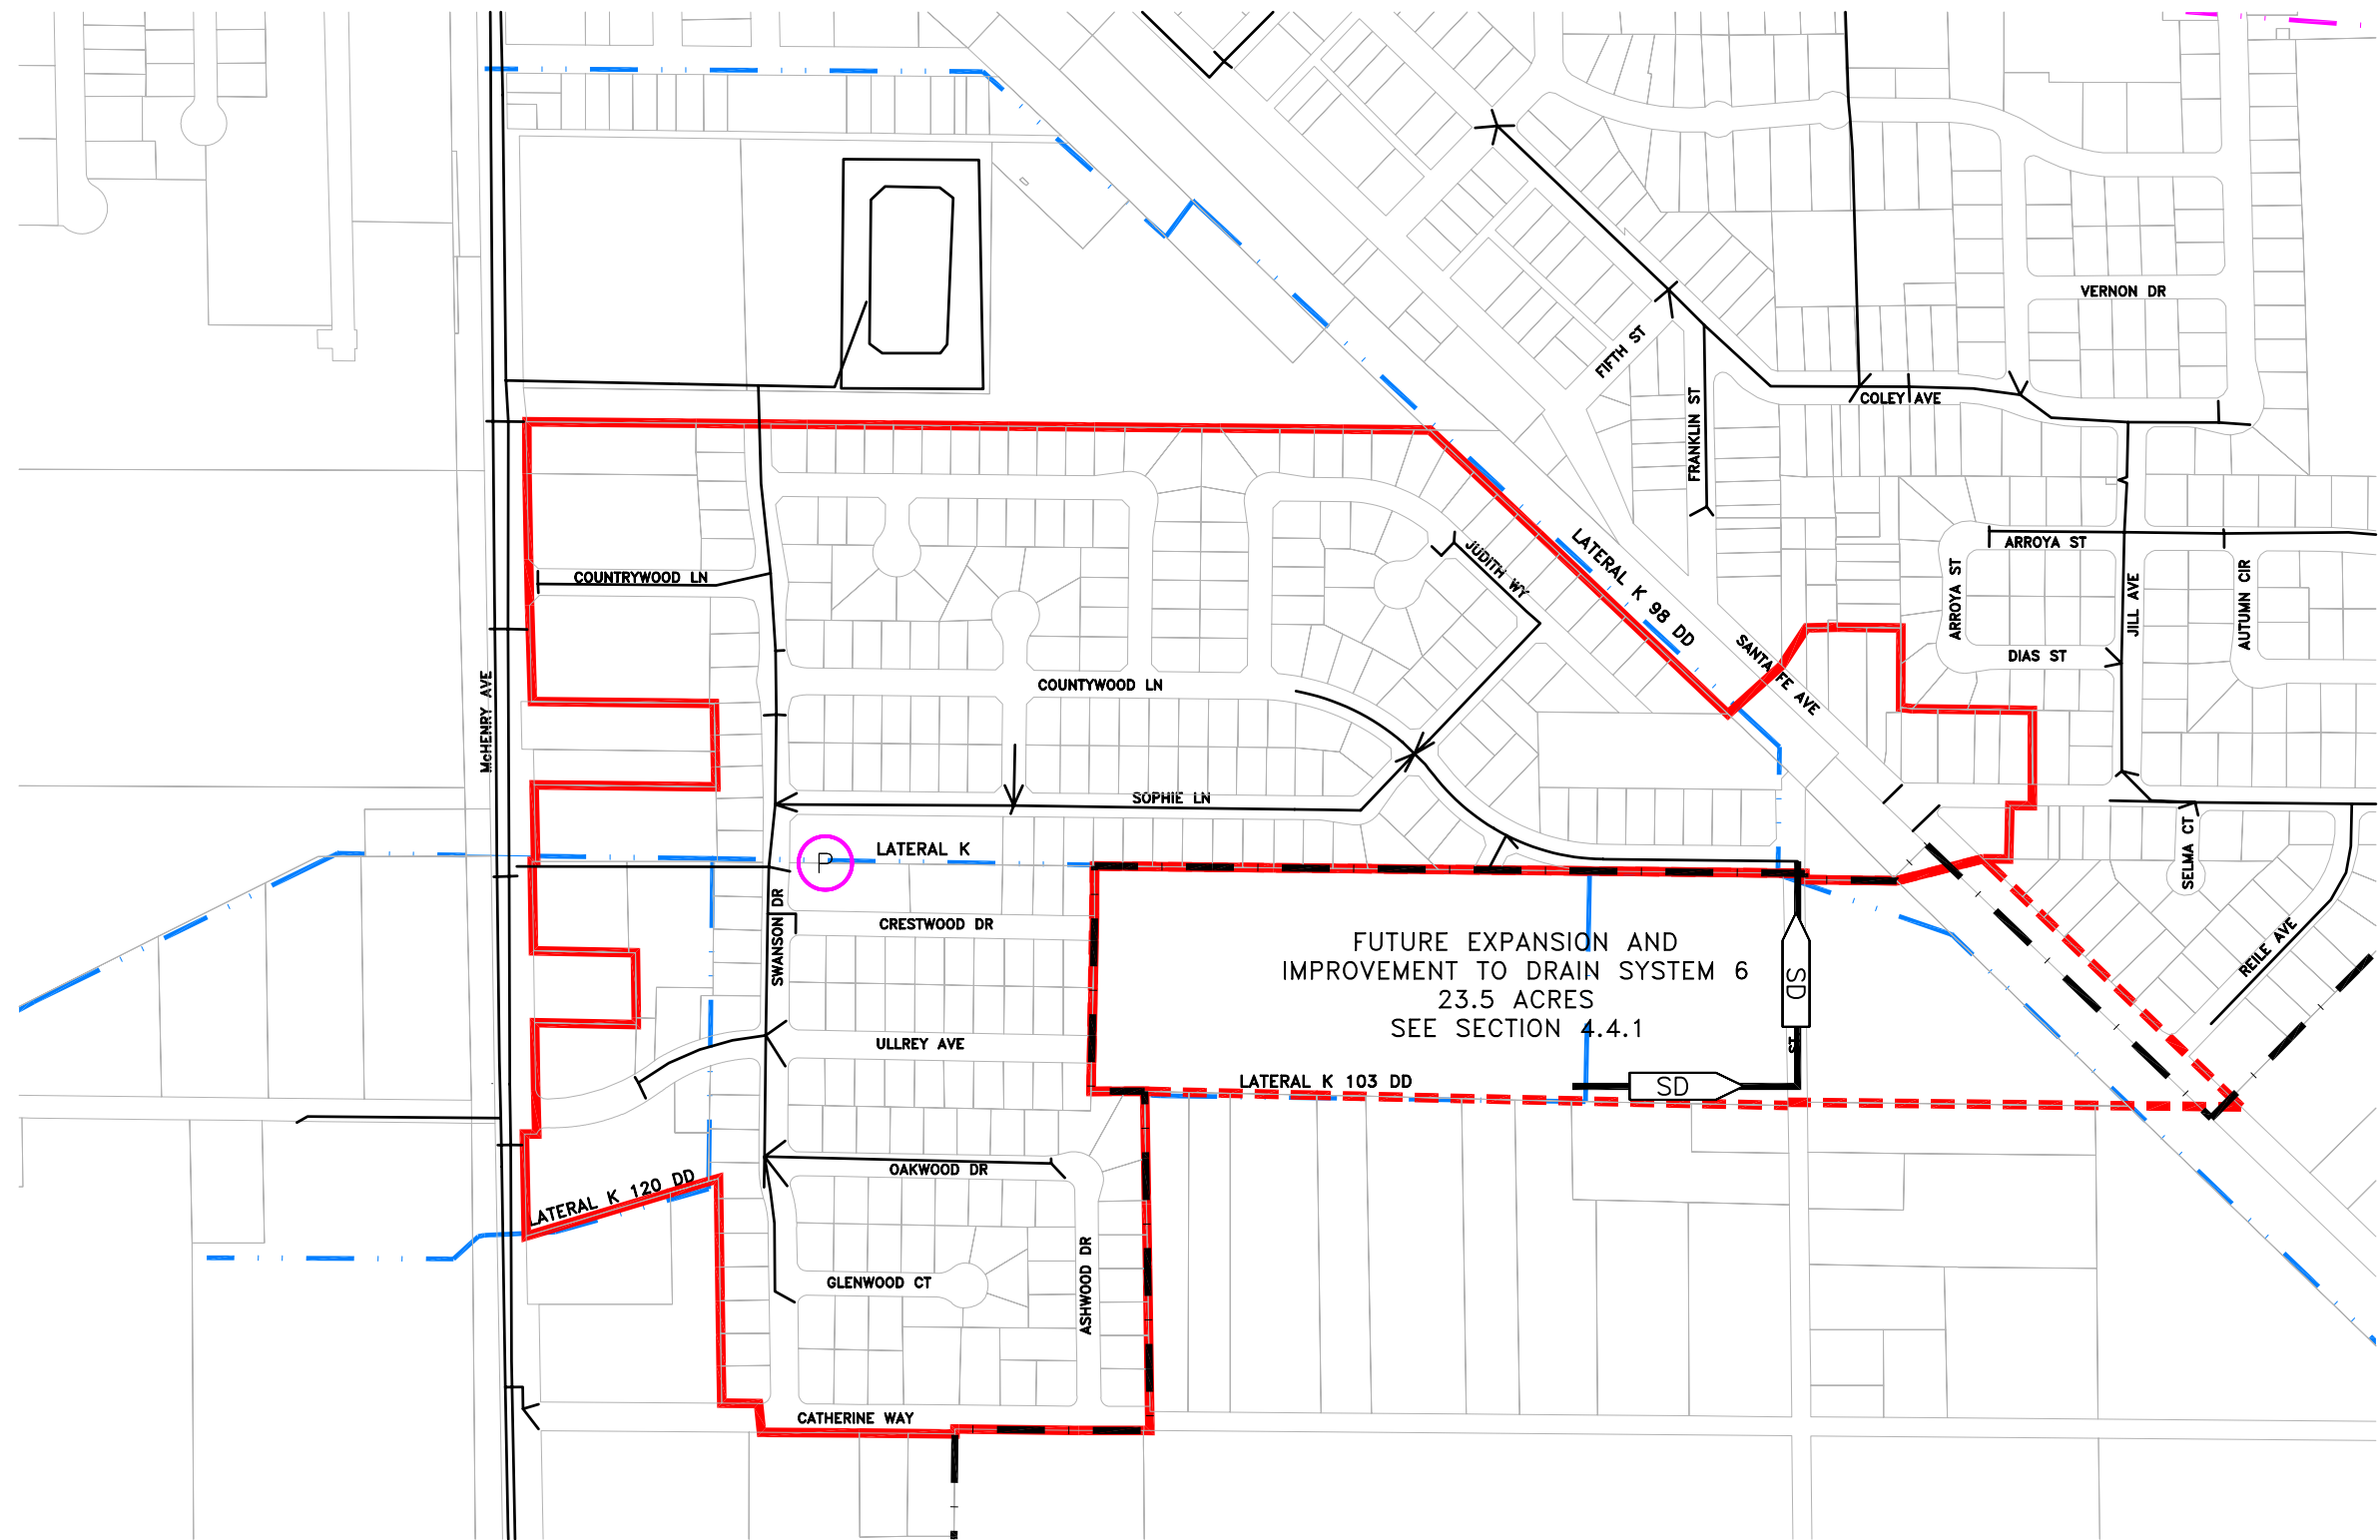 VERNON DR
FIFTH ST
FRANKLIN ST
COLEY AVE
ARROYA ST
ARROYA ST
JILL AVE
AUTUMN CIR
DIAS ST
COUNTRYWOOD LN
JUDITH WY
LATERAL K 98 DD
SANTA FE AVE
McHENRY AVE
COUNTYWOOD LN
SOPHIE LN
P
LATERAL K
SELMA CT
REILE AVE
SWANSON DR
CRESTWOOD DR
FUTURE EXPANSION AND
IMPROVEMENT TO DRAIN SYSTEM 6
23.5 ACRES
SEE SECTION 4.4.1
SD
ST
ULLREY AVE
LATERAL K 103 DD
SD
OAKWOOD DR
LATERAL K 120 DD
GLENWOOD CT
ASHWOOD DR
CATHERINE WAY